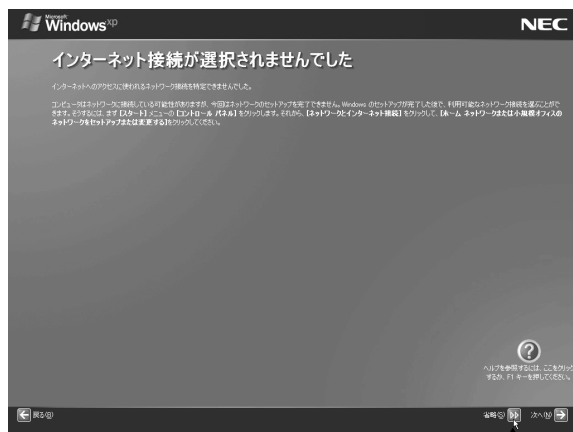 Microsoft
Windows xp
NEC
インターネット接続が選択されませんでした
インターネットへのアクセスに使われるネットワーク接続を特定できませんでした。
コンピュータはネットワークに接続している可能性がありますが、今回はネットワークのセットアップを完了できません。Windows のセットアップが完了した後で、利用可能なネットワーク接続を選ぶことがで
きます。そうするには、まず [スタート] メニューの [コントロール パネル] をクリックします。それから、[ネットワークとインターネット接続] をクリックして、[ホーム ネットワークまたは小規模オフィスの
ネットワークをセットアップまたは変更する]をクリックしてください。
ヘルプを参照するには、ここをクリック
するか、F1 キーを押してください。
戻る(B)
省略(S)
次へ(N)